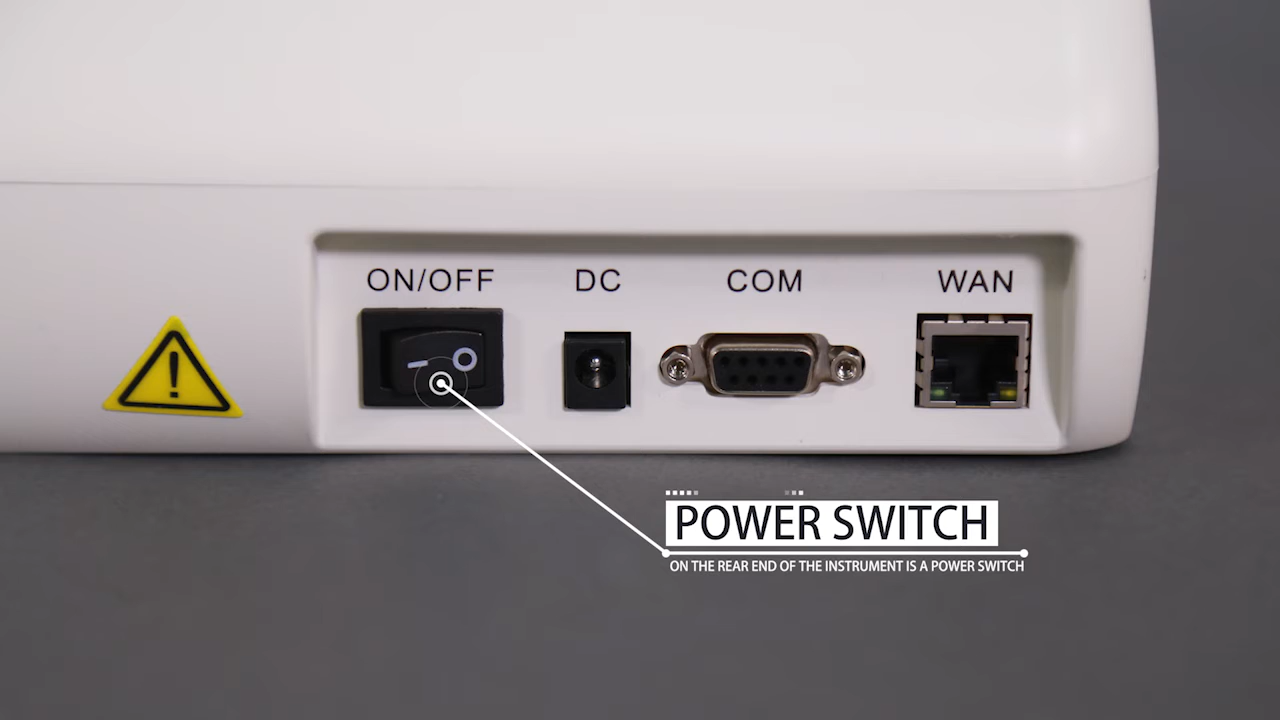 ON/OFF
DC
COM
WAN
POWER SWITCH
ON THE REAR END OF THE INSTRUMENT IS A POWER SWITCH